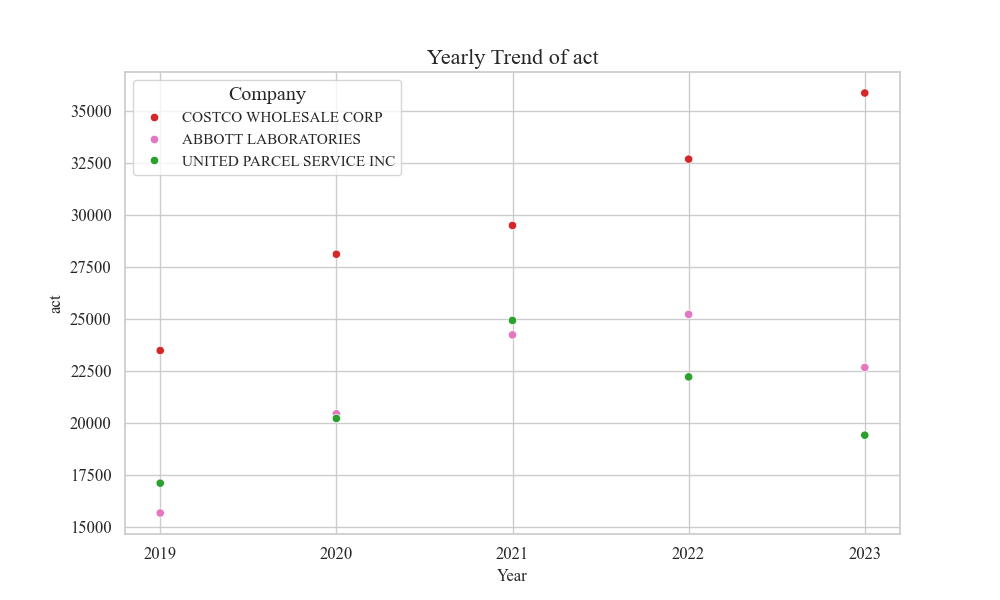 Yearly Trend of act
Company
COSTCO WHOLESALE CORP
ABBOTT LABORATORIES
UNITED PARCEL SERVICE INC
35000
32500
30000
27500
25000
22500
20000
17500
15000
act
2019 2020 2021 2022 2023
Year